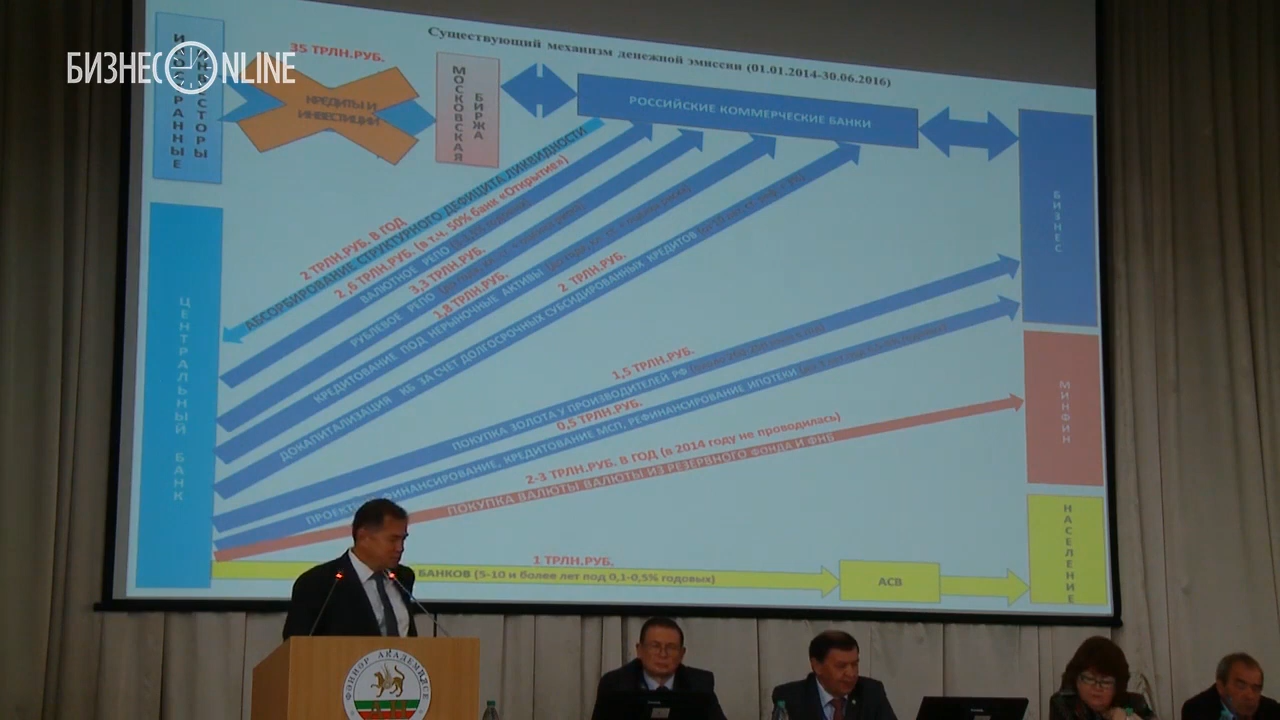 БИЗНЕС ONLINE
Существующий механизм денежной эмиссии (01.01.2014-30.06.2016)
ИНОСТРАННЫЕ
ИНВЕСТОРЫ
35 ТРЛН.РУБ.
КРЕДИТЫ И
ИНВЕСТИЦИИ
МОСКОВСКАЯ
БИРЖА
РОССИЙСКИЕ КОММЕРЧЕСКИЕ БАНКИ
БИЗНЕС
ЦЕНТРАЛЬНЫЙ БАНК
2 ТРЛН.РУБ. В ГОД
АБСОРБИРОВАНИЕ СТРУКТУРНОГО ДЕФИЦИТА ЛИКВИДНОСТИ
2,6 ТРЛН.РУБ. (в т.ч. 50% банк «Открытие»)
ВАЛЮТНОЕ РЕПО
3,3 ТРЛН.РУБ.
РУБЛЕВОЕ РЕПО
1,8 ТРЛН.РУБ.
КРЕДИТОВАНИЕ ПОД НЕРЫНОЧНЫЕ АКТИВЫ
2 ТРЛН.РУБ.
ДОКАПИТАЛИЗАЦИЯ КБ ЗА СЧЕТ ДОЛГОСРОЧНЫХ СУБСИДИРОВАННЫХ КРЕДИТОВ
1,5 ТРЛН.РУБ.
ПОКУПКА ЗОЛОТА У ПРОИЗВОДИТЕЛЕЙ РФ
0,5 ТРЛН.РУБ.
ФИНАНСИРОВАНИЕ, КРЕДИТОВАНИЕ МСП, РЕФИНАНСИРОВАНИЕ ИПОТЕКИ
2-3 ТРЛН.РУБ. В ГОД (в 2014 году не проводилась)
ПОКУПКА ВАЛЮТЫ ВАЛЮТЫ ИЗ РЕЗЕРВНОГО ФОНДА И ФНБ
МИНФИН
1 ТРЛН.РУБ.
БАНКОВ (5-10 и более лет под 0,1-0,5% годовых)
АСВ
НАСЕЛЕНИЕ
ФӘННӘР АКАДЕМИЯСЕ